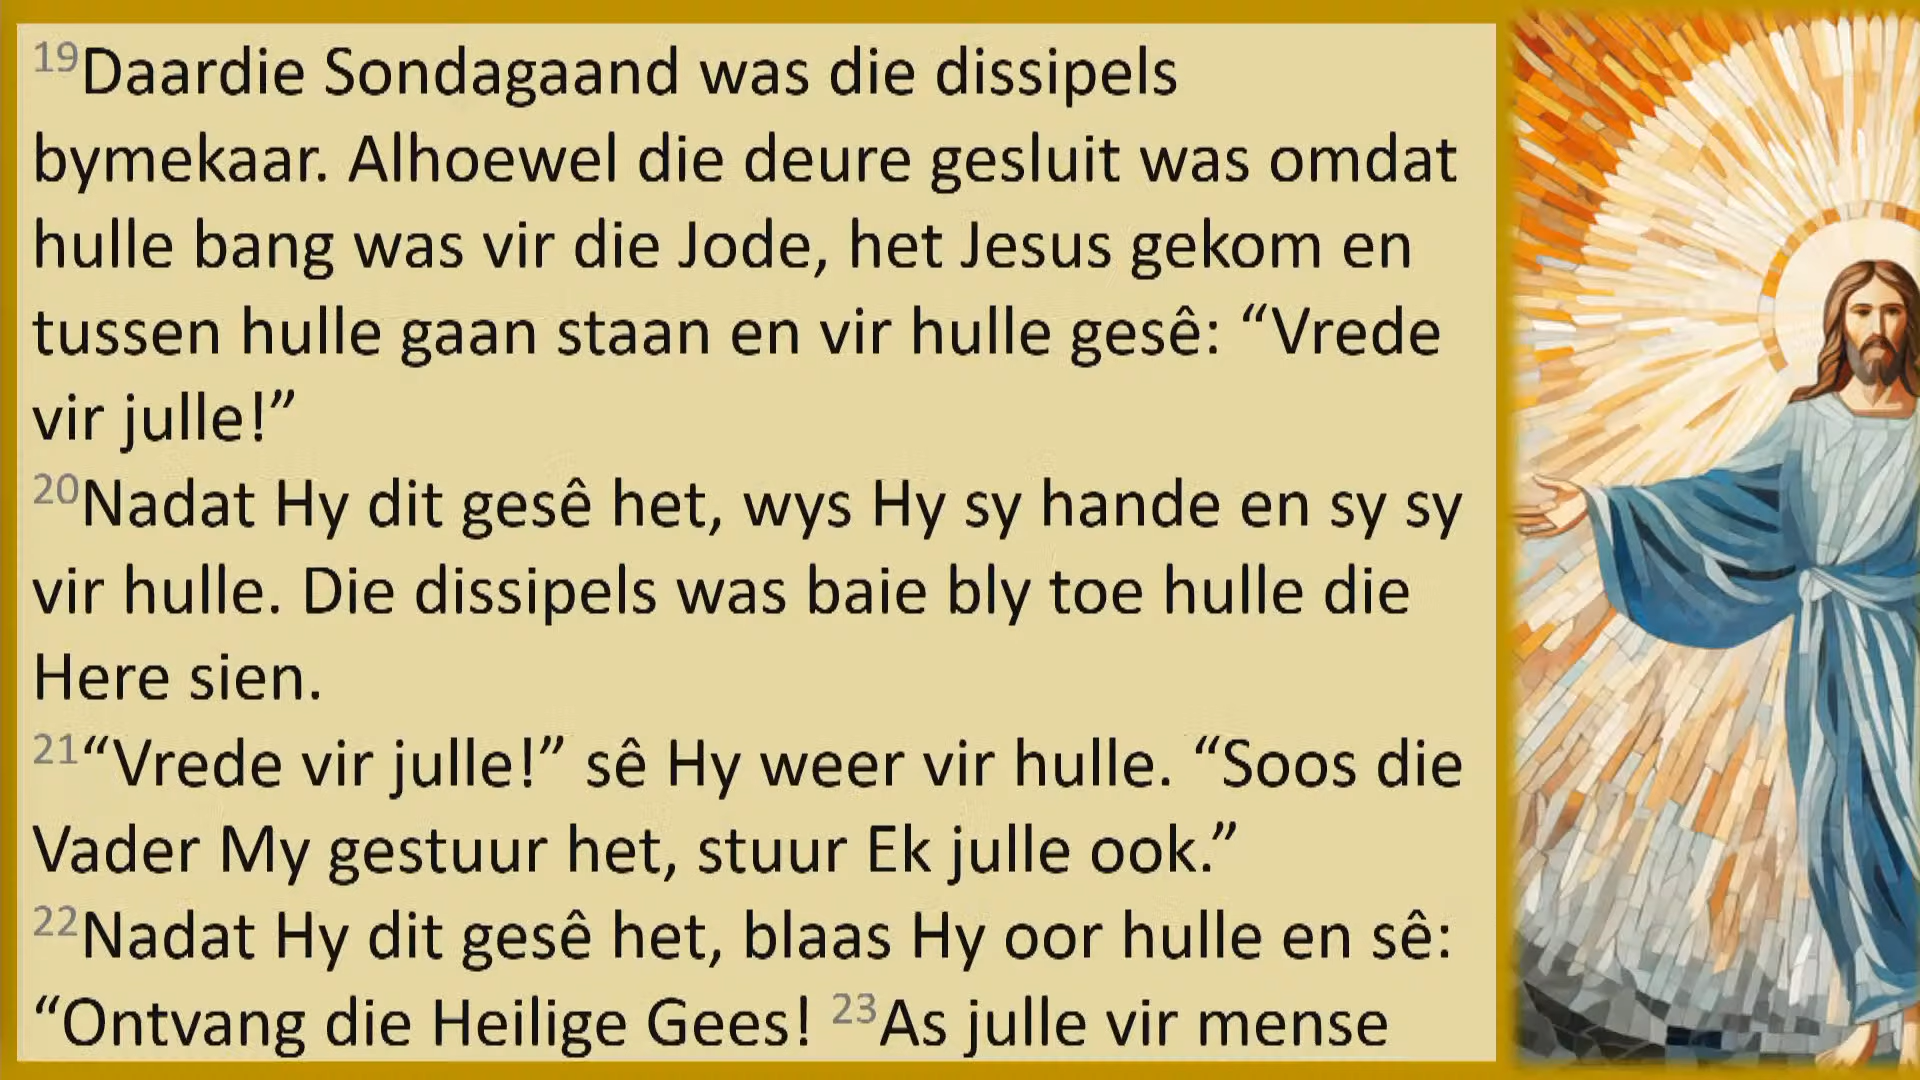 19Daardie Sondagaand was die dissipels
bymekaar. Alhoewel die deure gesluit was omdat
hulle bang was vir die Jode, het Jesus gekom en
tussen hulle gaan staan en vir hulle gesê: “Vrede
vir julle!”
20Nadat Hy dit gesê het, wys Hy sy hande en sy sy
vir hulle. Die dissipels was baie bly toe hulle die
Here sien.
21“Vrede vir julle!” sê Hy weer vir hulle. “Soos die
Vader My gestuur het, stuur Ek julle ook.”
22Nadat Hy dit gesê het, blaas Hy oor hulle en sê:
“Ontvang die Heilige Gees! 23As julle vir mense